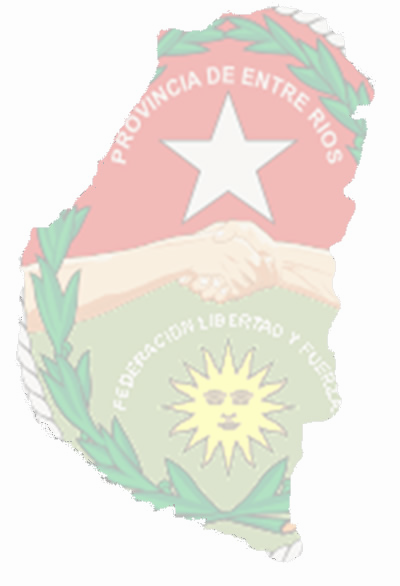 PROVINCIA DE ENTRE RIOS
FEDERACION LIBERTAD Y FUERZA